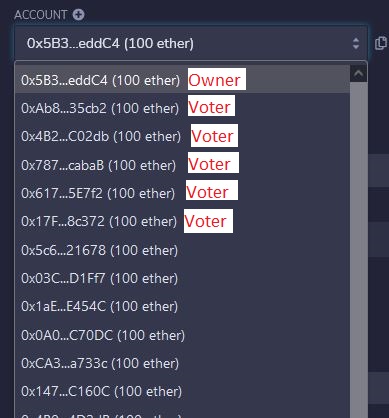 ACCOUNT
0x5B3...eddC4 (100 ether)
0x5B3...eddC4 (100 ether) Owner
0xAb8...35cb2 (100 ether) Voter
0x4B2...C02db (100 ether) Voter
0x787...cabaB (100 ether) Voter
0x617...5E7f2 (100 ether) Voter
0x17F...8c372 (100 ether) Voter
0x5c6...21678 (100 ether)
0x03C...D1Ff7 (100 ether)
0x1aE...E454C (100 ether)
0x0A0...C70DC (100 ether)
0xCA3...a733c (100 ether)
0x147...C160C (100 ether)